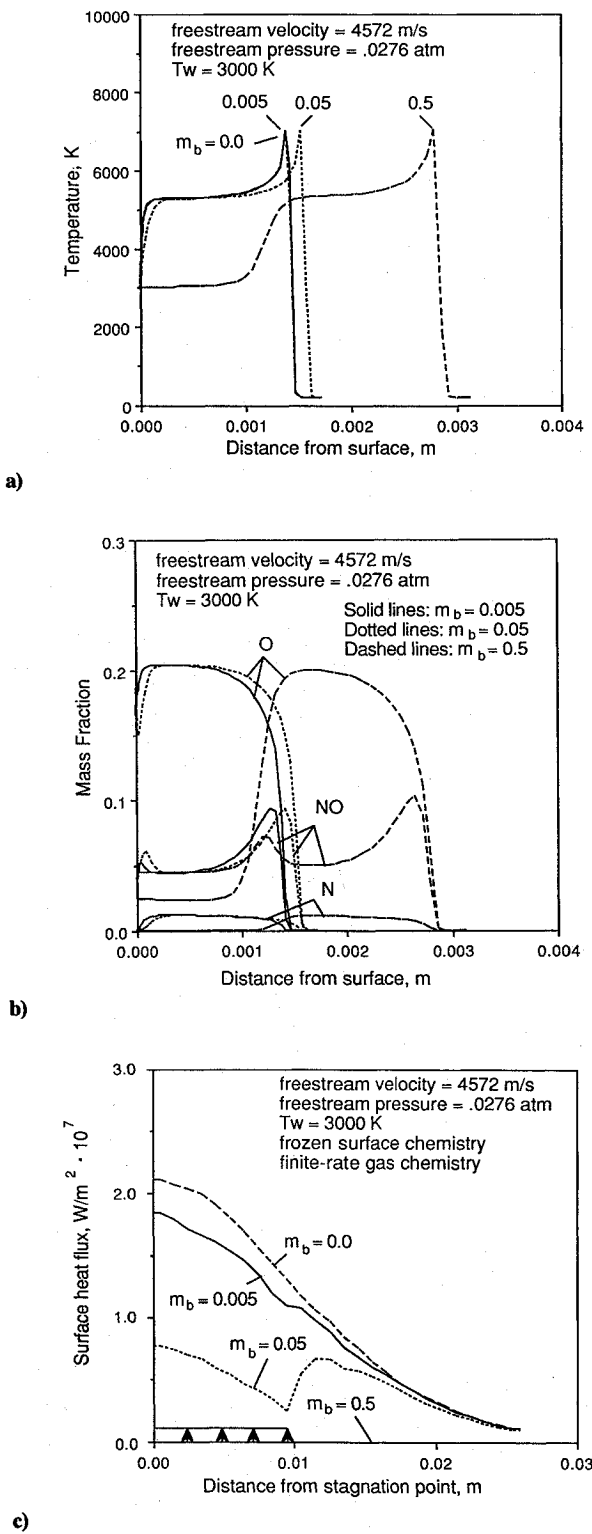 10000
8000
6000
4000
2000
0
Temperature, K
freestream velocity = 4572 m/s
freestream pressure = .0276 atm
Tw = 3000 K
0.005
0.05
0.5
m_b = 0.0
0.000
0.001
0.002
0.003
0.004
Distance from surface, m
a)
0.3
0.2
0.1
0.0
Mass Fraction
freestream velocity = 4572 m/s
freestream pressure = .0276 atm
Tw = 3000 K
Solid lines: m_b = 0.005
Dotted lines: m_b = 0.05
Dashed lines: m_b = 0.5
O
NO
N
0.000
0.001
0.002
0.003
0.004
Distance from surface, m
b)
3.0
2.0
1.0
0.0
Surface heat flux, W/m² · 10⁷
freestream velocity = 4572 m/s
freestream pressure = .0276 atm
Tw = 3000 K
frozen surface chemistry
finite-rate gas chemistry
m_b = 0.0
m_b = 0.005
m_b = 0.05
m_b = 0.5
0.00
0.01
0.02
0.03
Distance from stagnation point, m
c)